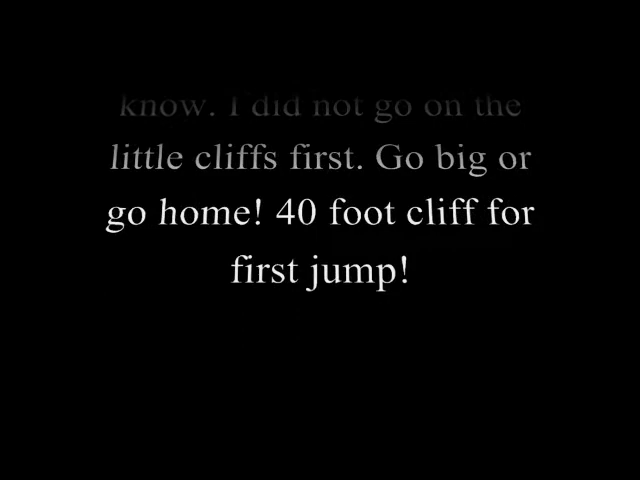 know. I did not go on the
little cliffs first. Go big or
go home! 40 foot cliff for
first jump!